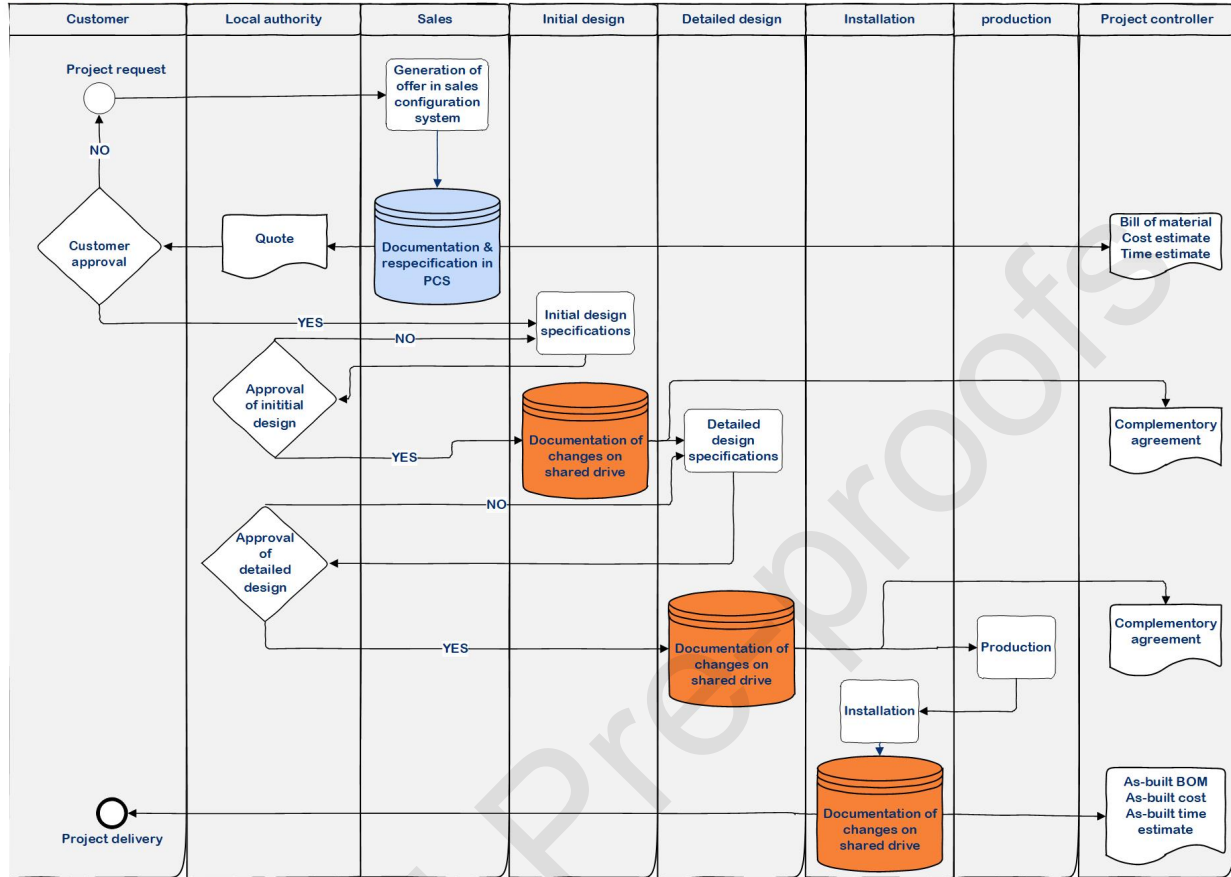 Customer
Local authority
Sales
Initial design
Detailed design
Installation
production
Project controller
Project request
Generation of
offer in sales
configuration
system
NO
Customer
approval
Quote
Documentation &
respecification in
PCS
Bill of material
Cost estimate
Time estimate
YES
Initial design
specifications
NO
Approval
of inititial
design
YES
Documentation of
changes on
shared drive
Detailed
design
specifications
Complementory
agreement
NO
Approval
of
detailed
design
YES
Documentation of
changes on
shared drive
Production
Complementory
agreement
Installation
Project delivery
Documentation of
changes on
shared drive
As-built BOM
As-built cost
As-built time
estimate
Pre-proofs